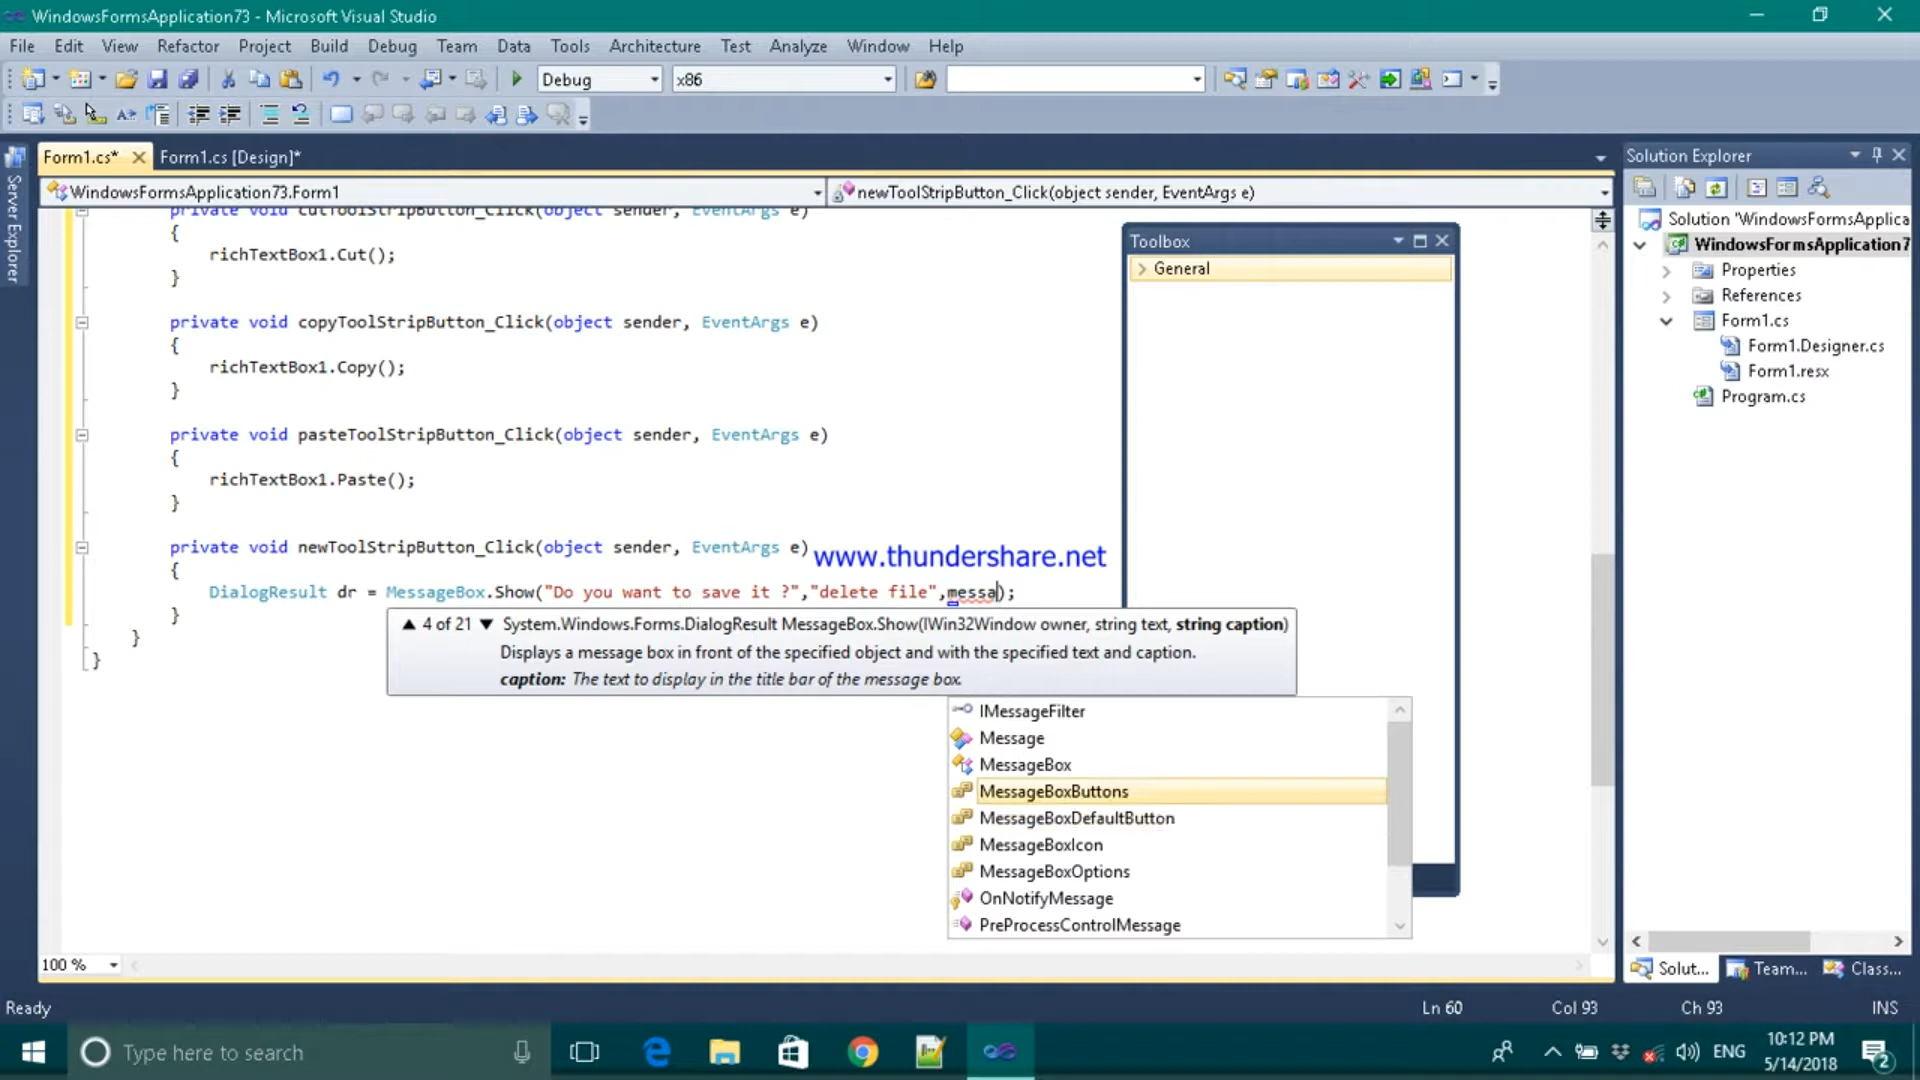 WindowsFormsApplication73 - Microsoft Visual Studio
File Edit View Refactor Project Build Debug Team Data Tools Architecture Test Analyze Window Help
Debug x86
Form1.cs* Form1.cs [Design]*
Solution Explorer
Server Explorer
WindowsFormsApplication73.Form1 newToolStripButton_Click(object sender, EventArgs e)
private void cutToolStripButton_Click(object sender, EventArgs e)
{
richTextBox1.Cut();
}
private void copyToolStripButton_Click(object sender, EventArgs e)
{
richTextBox1.Copy();
}
private void pasteToolStripButton_Click(object sender, EventArgs e)
{
richTextBox1.Paste();
}
private void newToolStripButton_Click(object sender, EventArgs e)
{
DialogResult dr = MessageBox.Show("Do you want to save it ?","delete file",messa);
}
}
}
www.thundershare.net
4 of 21 System.Windows.Forms.DialogResult MessageBox.Show(IWin32Window owner, string text, string caption)
Displays a message box in front of the specified object and with the specified text and caption.
caption: The text to display in the title bar of the message box.
IMessageFilter
Message
MessageBox
MessageBoxButtons
MessageBoxDefaultButton
MessageBoxIcon
MessageBoxOptions
OnNotifyMessage
PreProcessControlMessage
Toolbox
General
Solution 'WindowsFormsApplica
WindowsFormsApplication7
Properties
References
Form1.cs
Form1.Designer.cs
Form1.resx
Program.cs
100 %
Solut... Team... Class...
Ready Ln 60 Col 93 Ch 93 INS
Type here to search
ENG
10:12 PM
5/14/2018
2